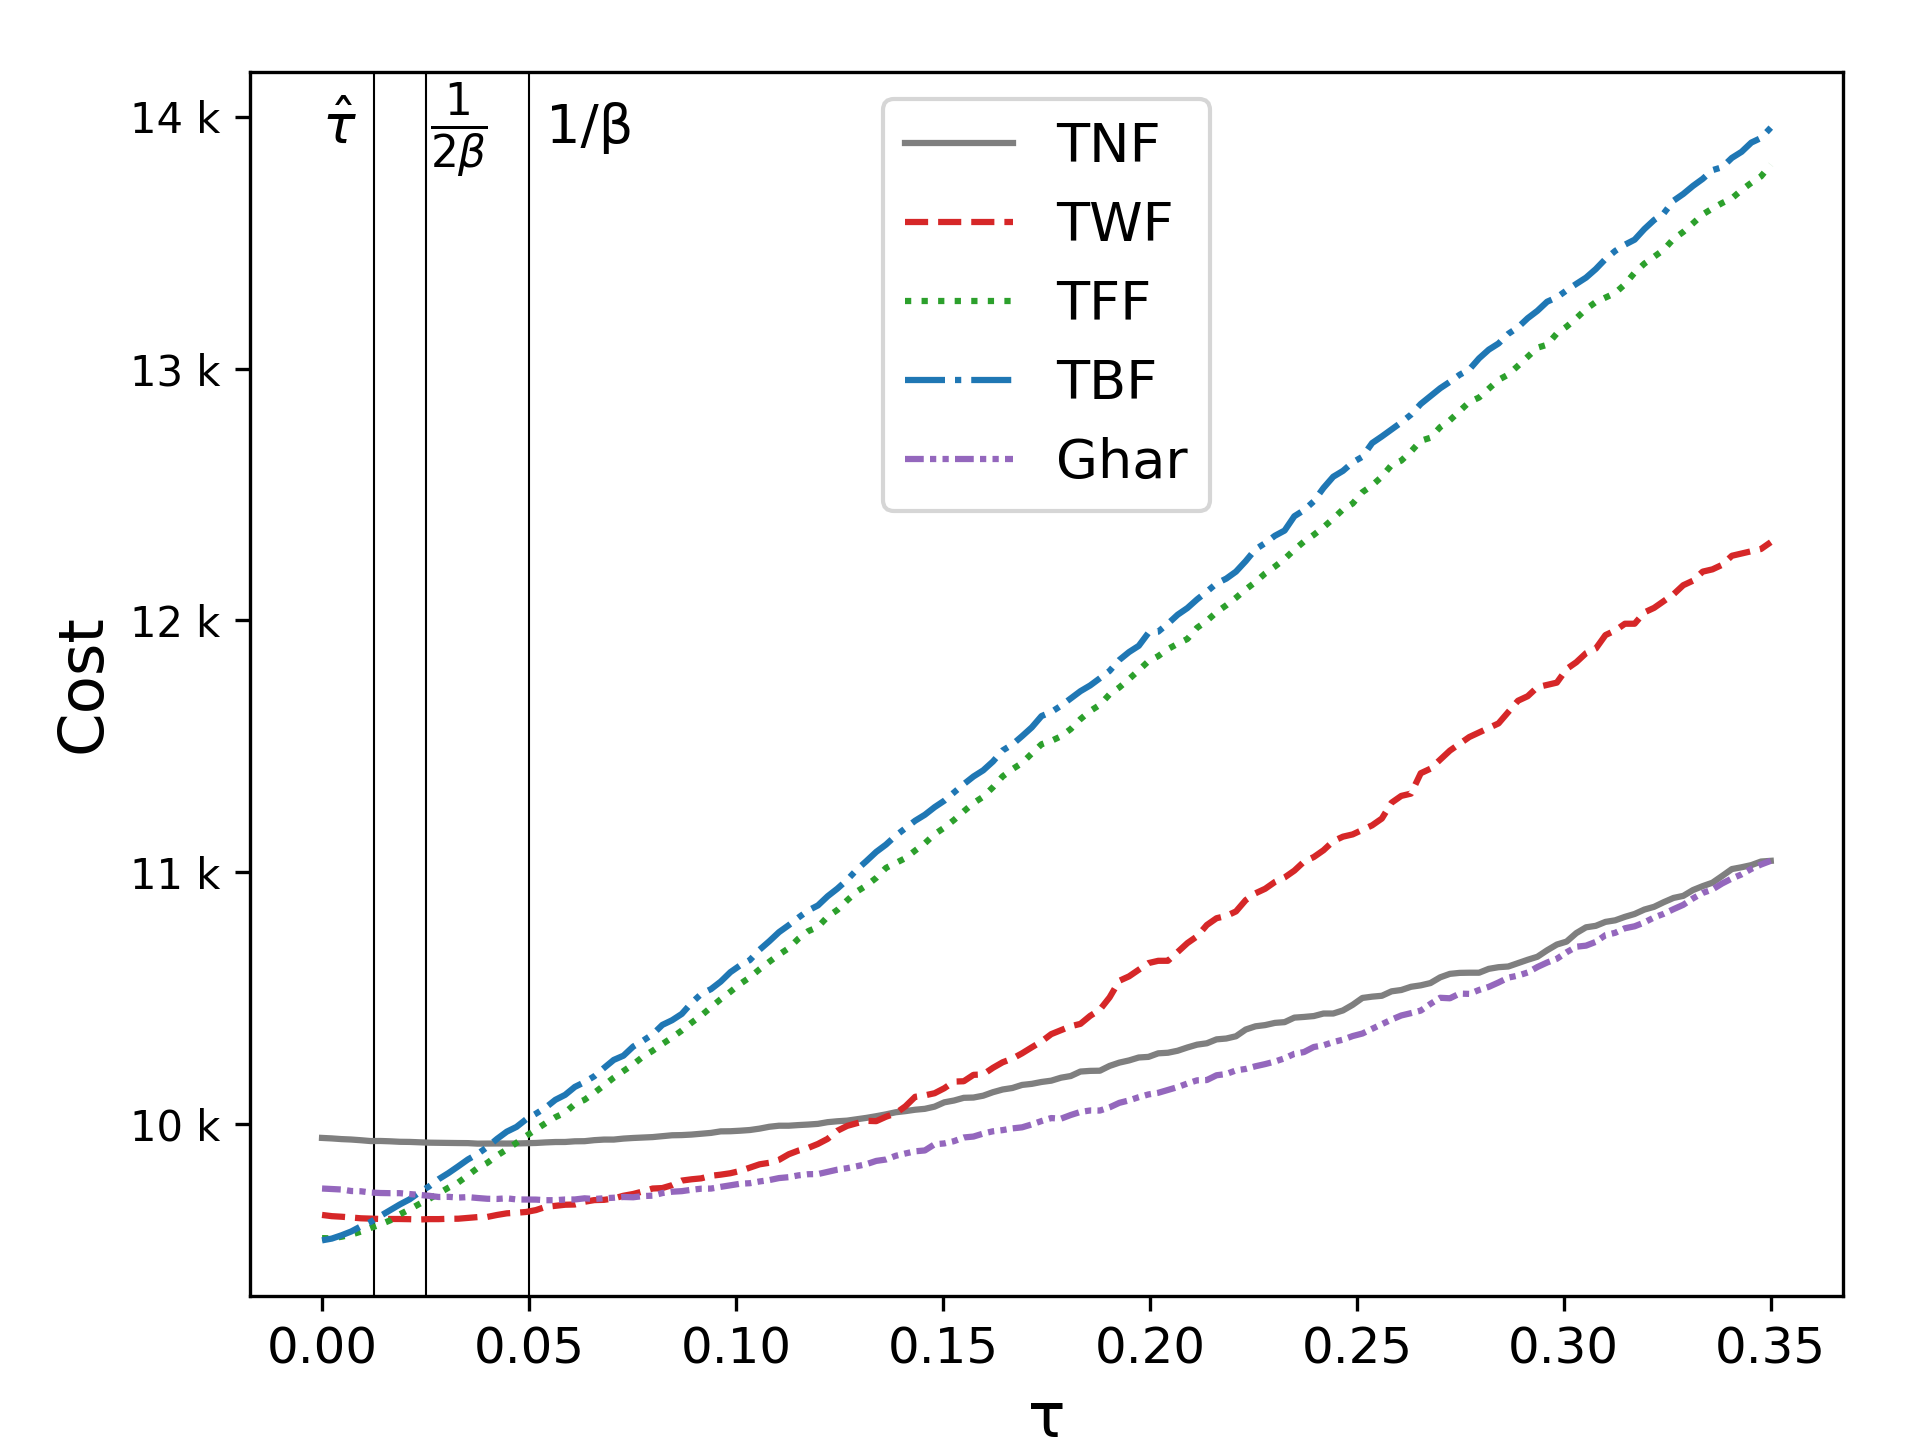 τ̂
1/(2β)
1/β
TNF
TWF
TFF
TBF
Ghar
14 k
13 k
12 k
11 k
10 k
Cost
0.00 0.05 0.10 0.15 0.20 0.25 0.30 0.35
τ